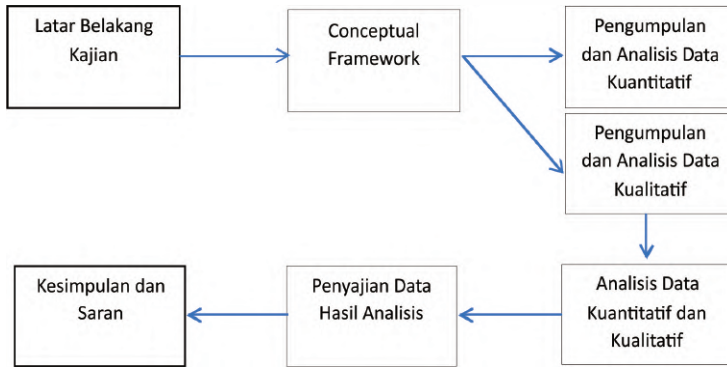 Latar Belakang
Kajian
Conceptual
Framework
Pengumpulan
dan Analisis Data
Kuantitatif
Pengumpulan
dan Analisis Data
Kualitatif
Kesimpulan dan
Saran
Penyajian Data
Hasil Analisis
Analisis Data
Kuantitatif dan
Kualitatif